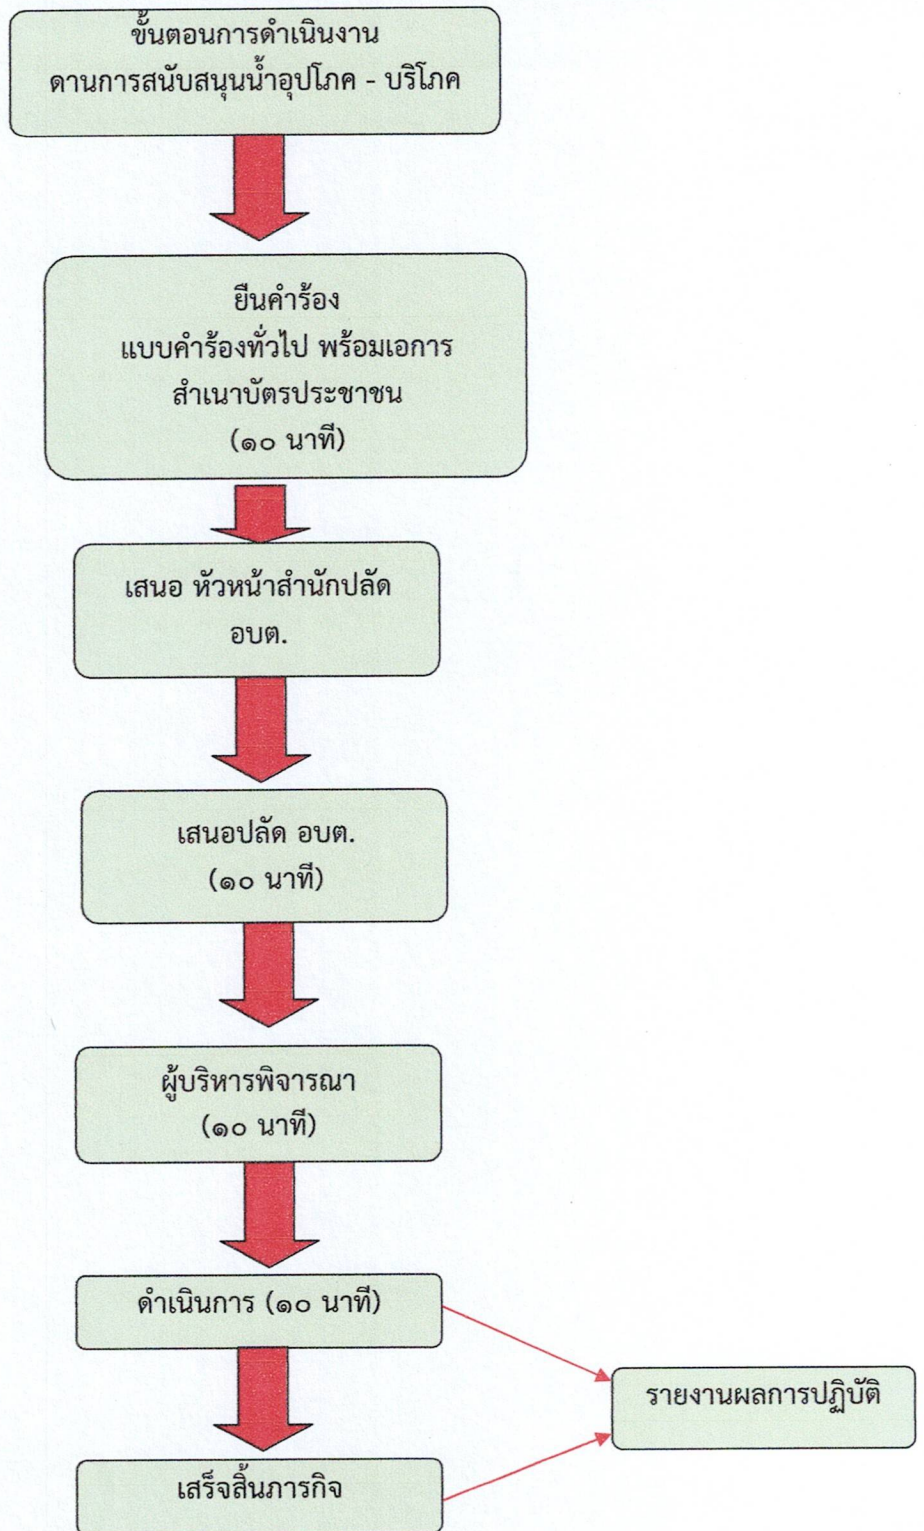 ขั้นตอนการดำเนินงาน
ดานการสนับสนุนน้ำอุปโภค - บริโภค
ยืนคำร้อง
แบบคำร้องทั่วไป พร้อมเอการ
สำเนาบัตรประชาชน
(๑๐ นาที)
เสนอ หัวหน้าสำนักปลัด
อบต.
เสนอปลัด อบต.
(๑๐ นาที)
ผู้บริหารพิจารณา
(๑๐ นาที)
ดำเนินการ (๑๐ นาที)
รายงานผลการปฏิบัติ
เสร็จสิ้นภารกิจ